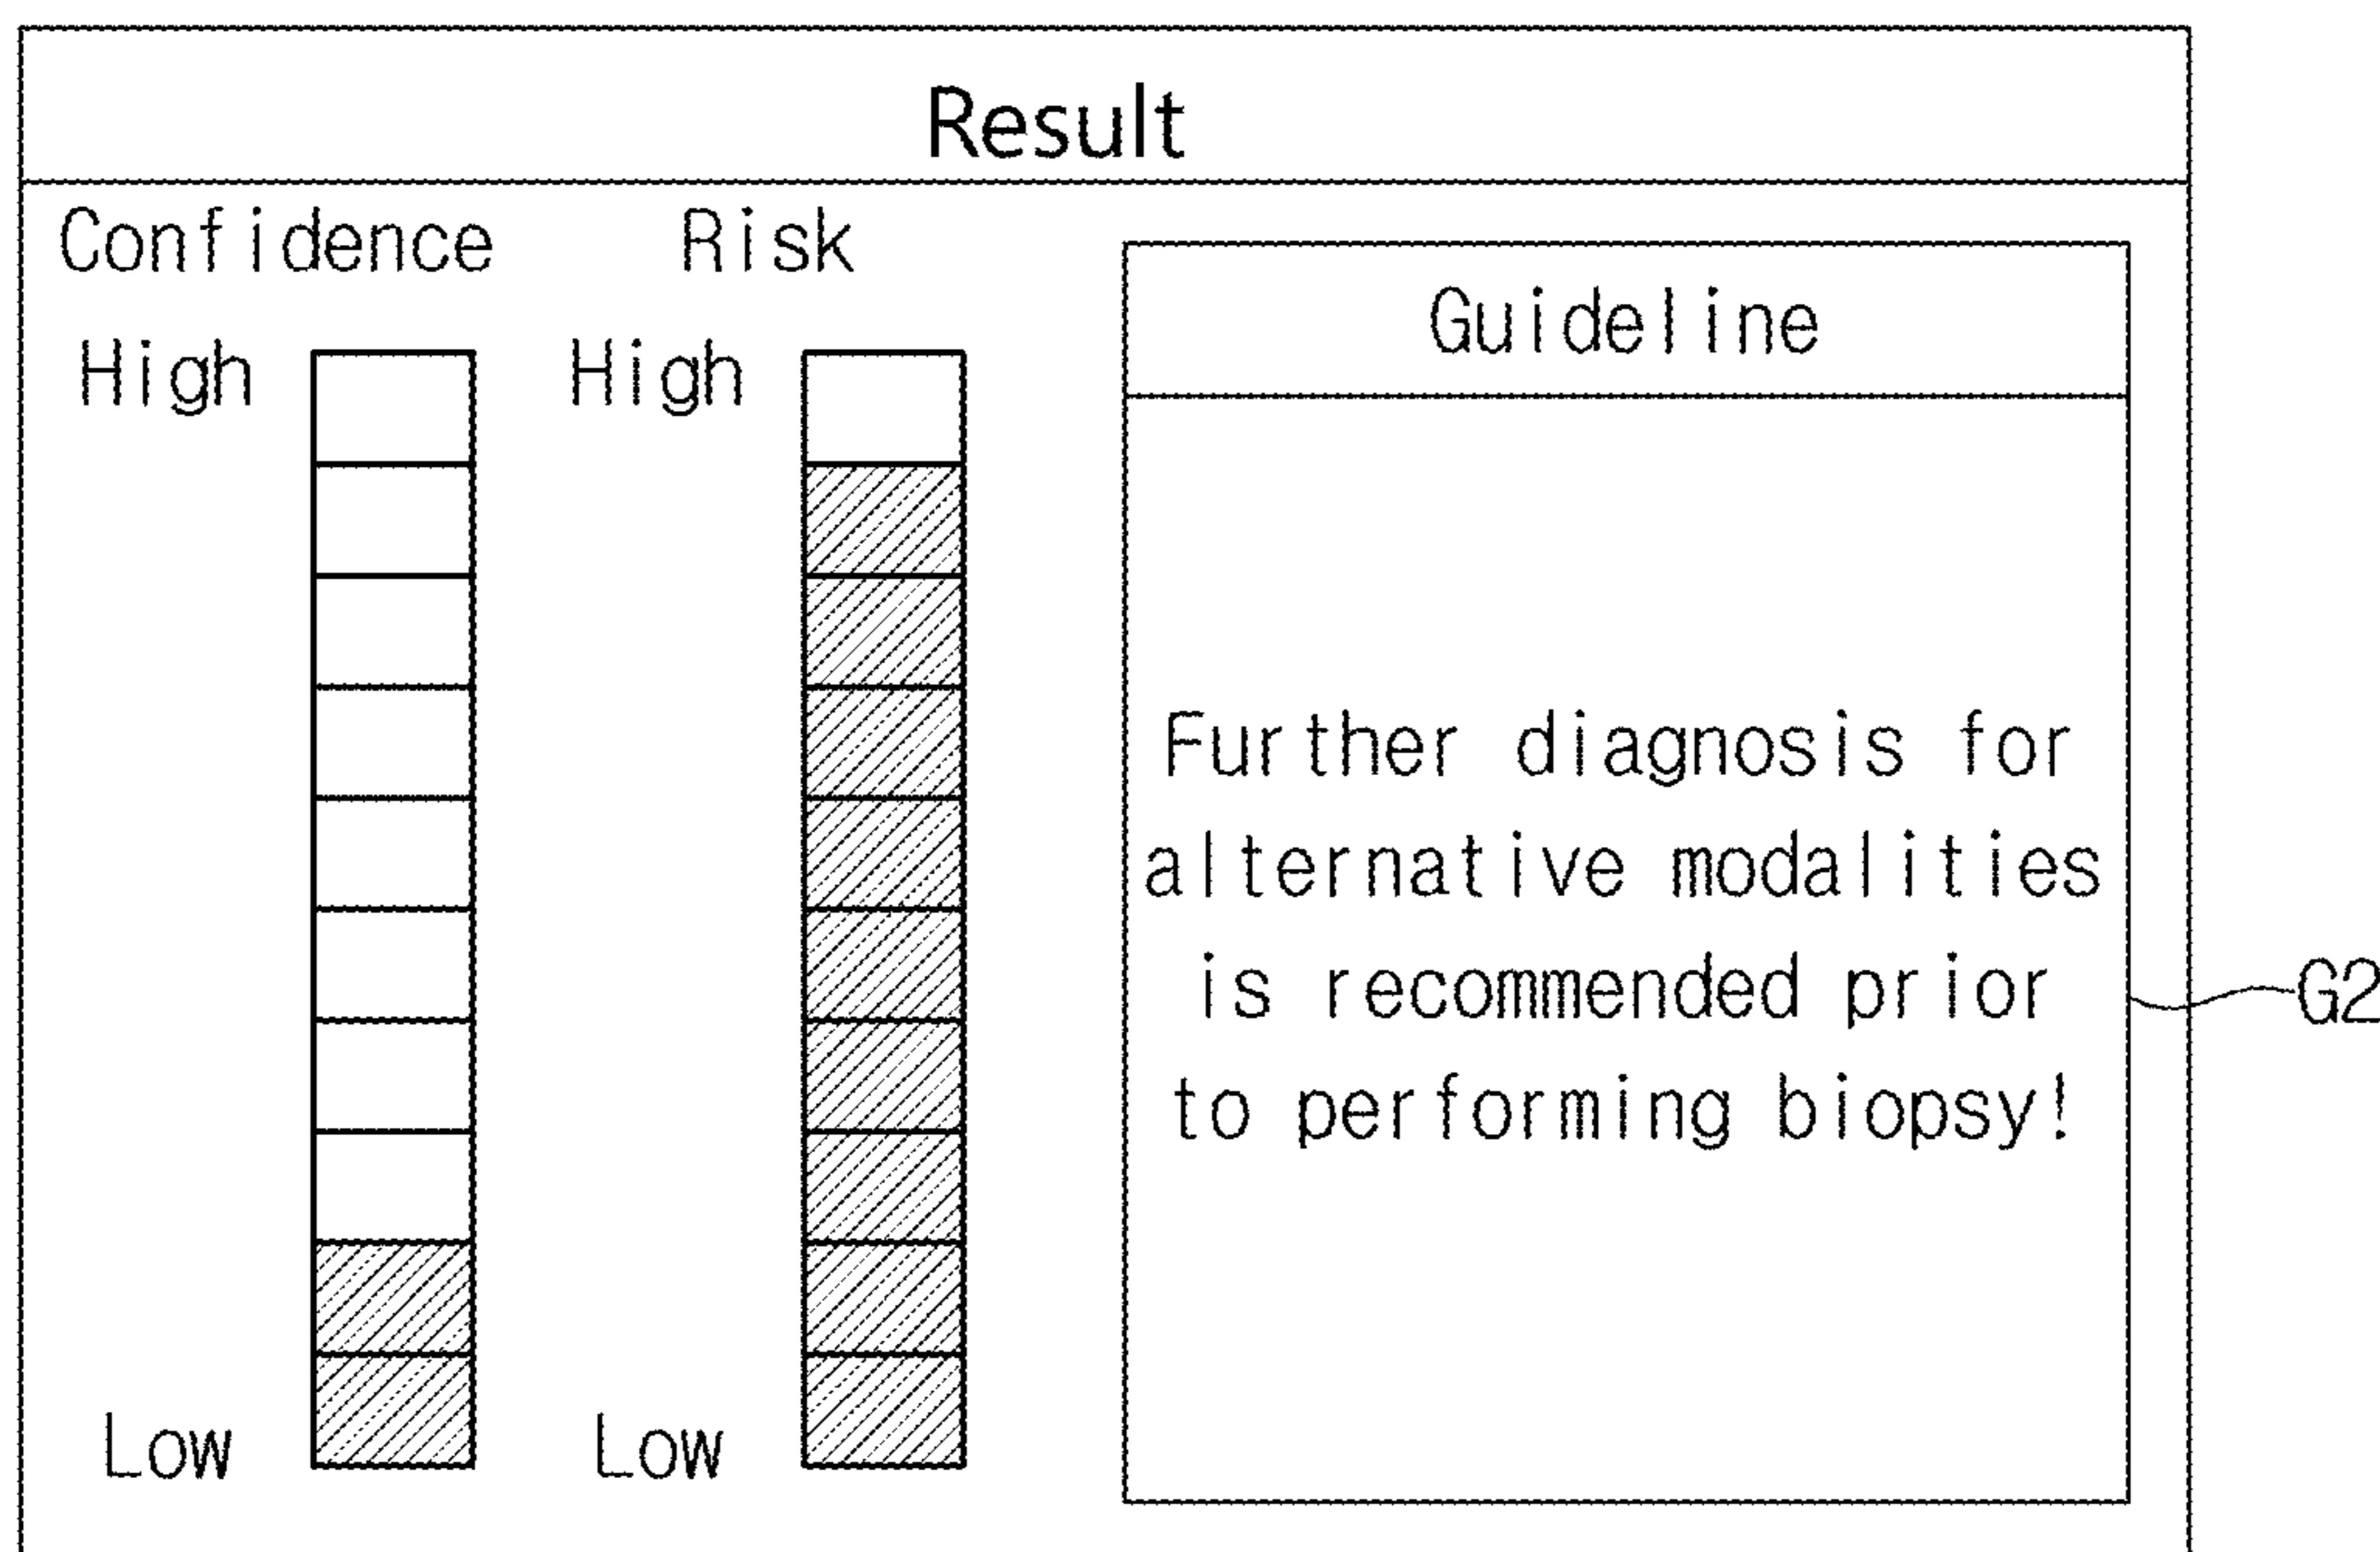 Result
Confidence
Risk
High
High
Low
Low
Guideline
Further diagnosis for
alternative modalities
is recommended prior
to performing biopsy!
G2